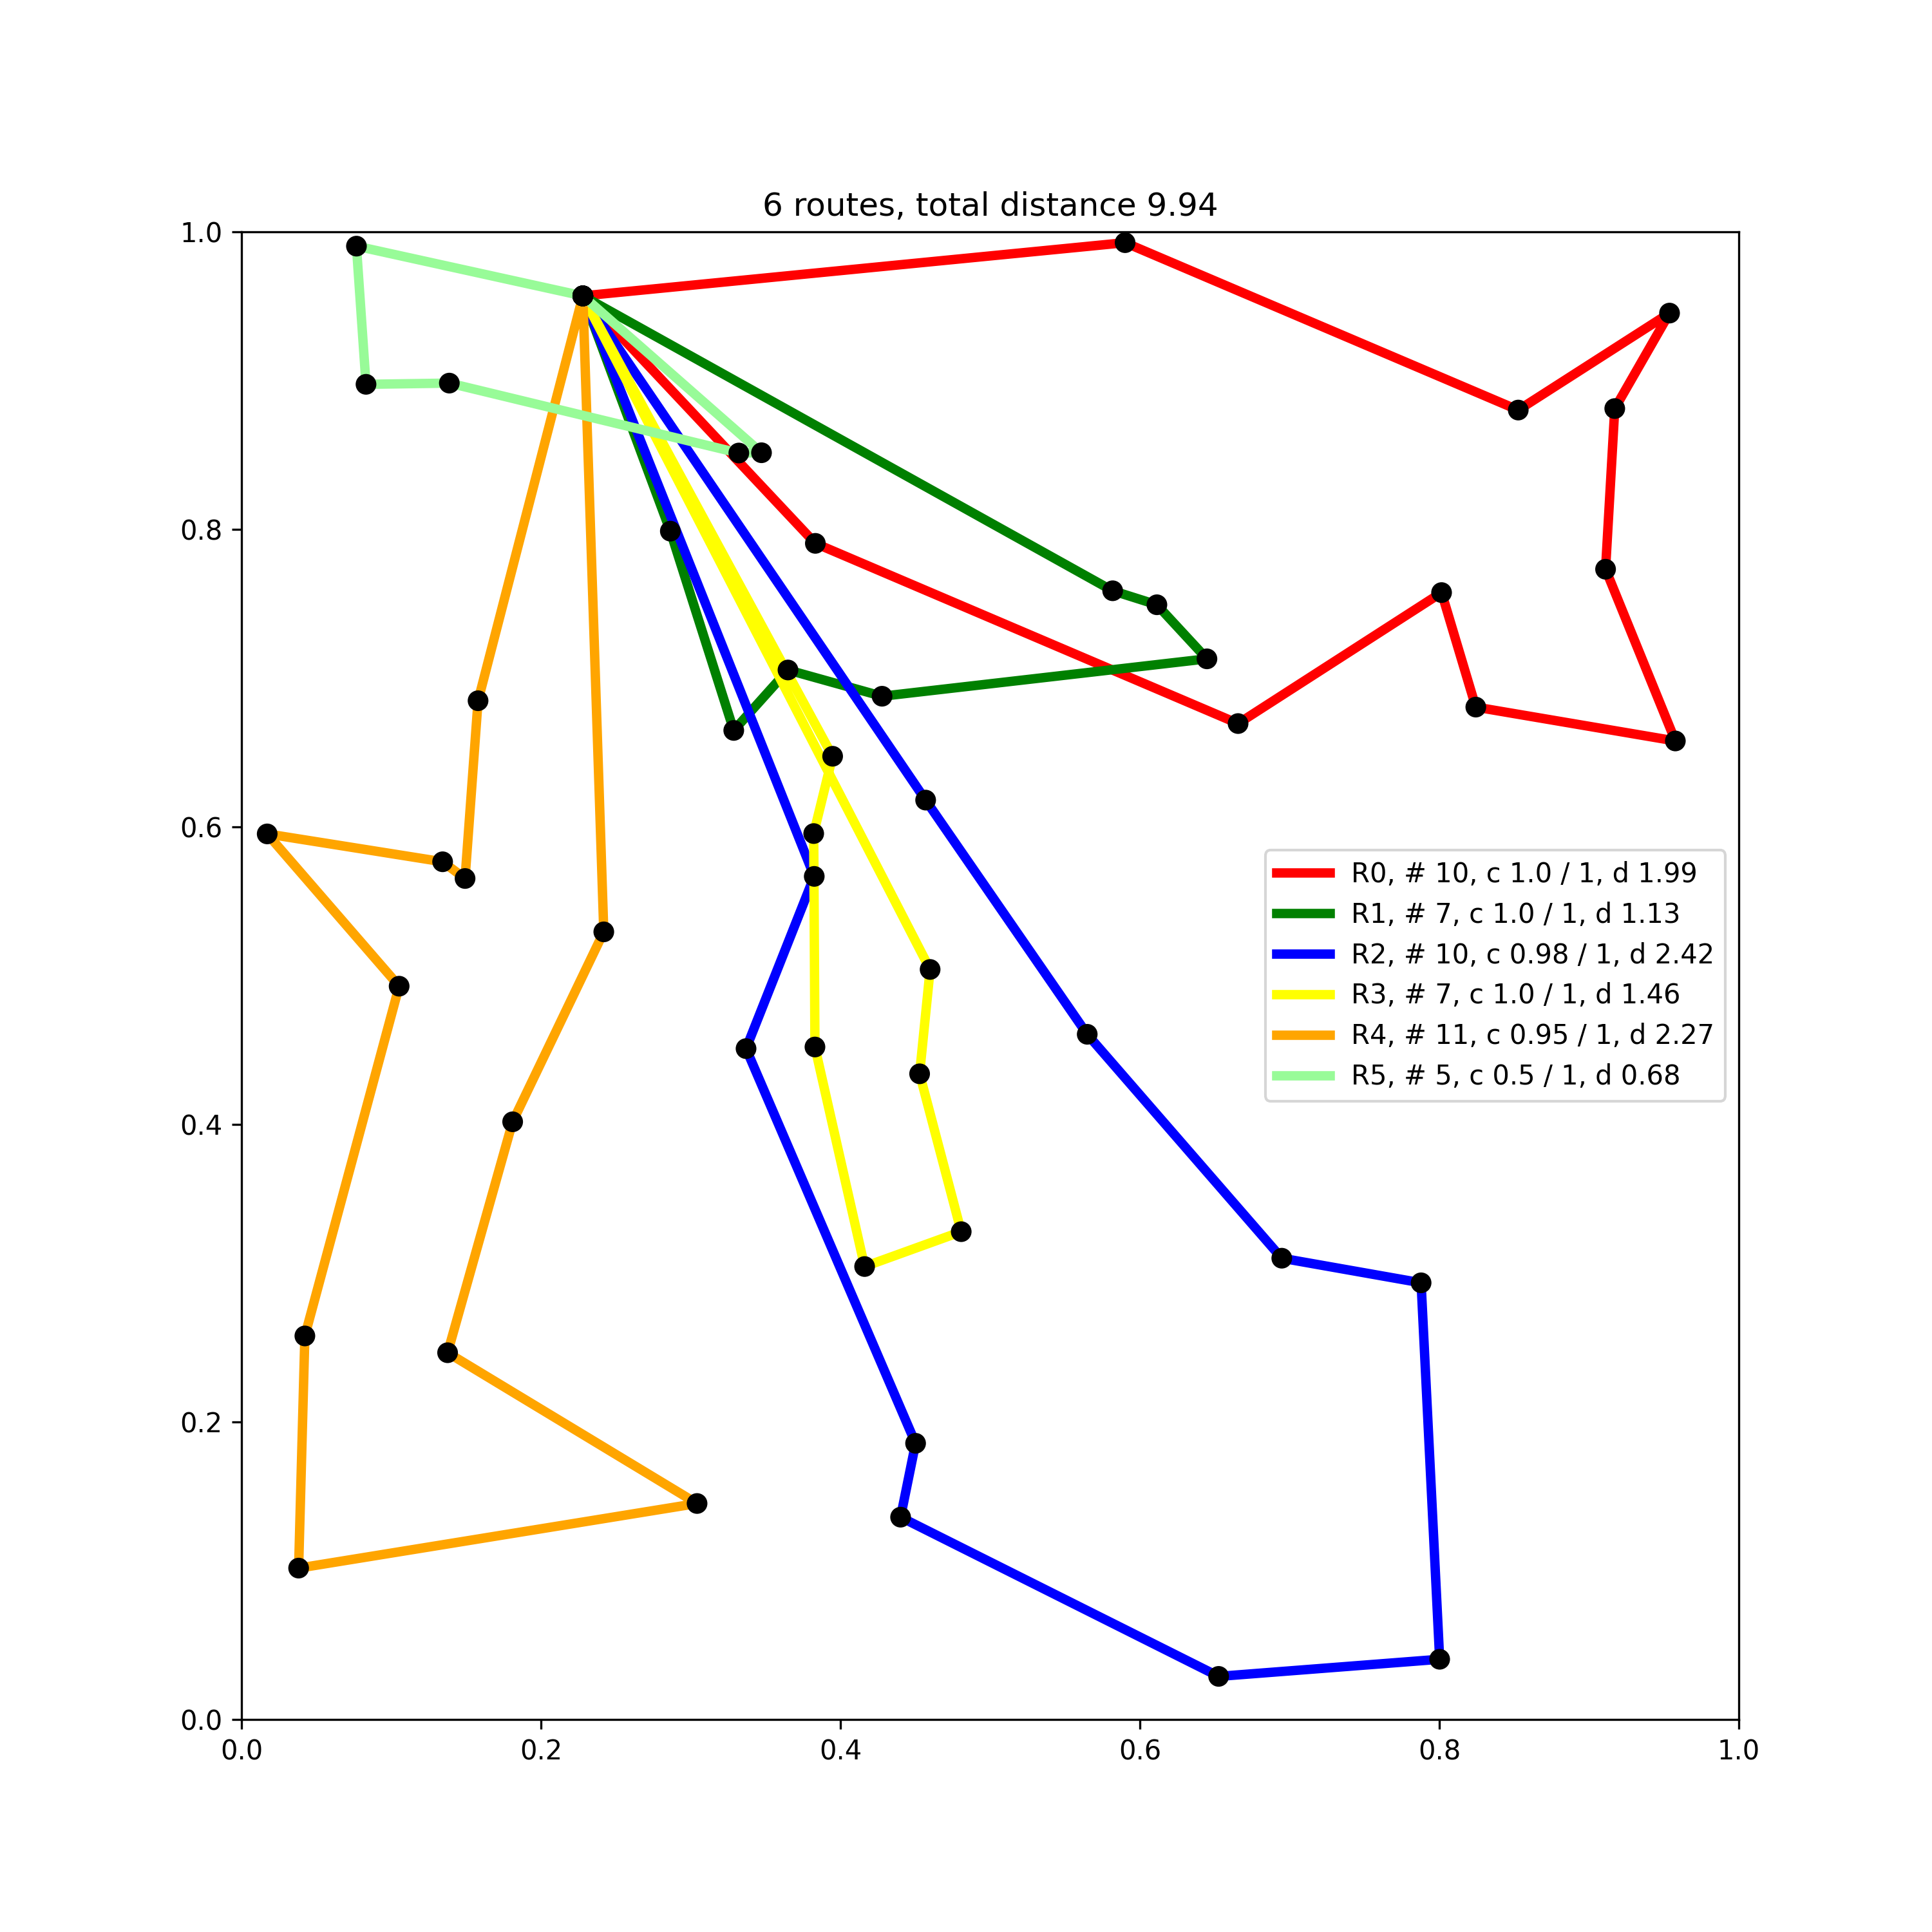 6 routes, total distance 9.94
1.0
0.8
0.6
0.4
0.2
0.0
0.0 0.2 0.4 0.6 0.8 1.0
R0, # 10, c 1.0 / 1, d 1.99
R1, # 7, c 1.0 / 1, d 1.13
R2, # 10, c 0.98 / 1, d 2.42
R3, # 7, c 1.0 / 1, d 1.46
R4, # 11, c 0.95 / 1, d 2.27
R5, # 5, c 0.5 / 1, d 0.68